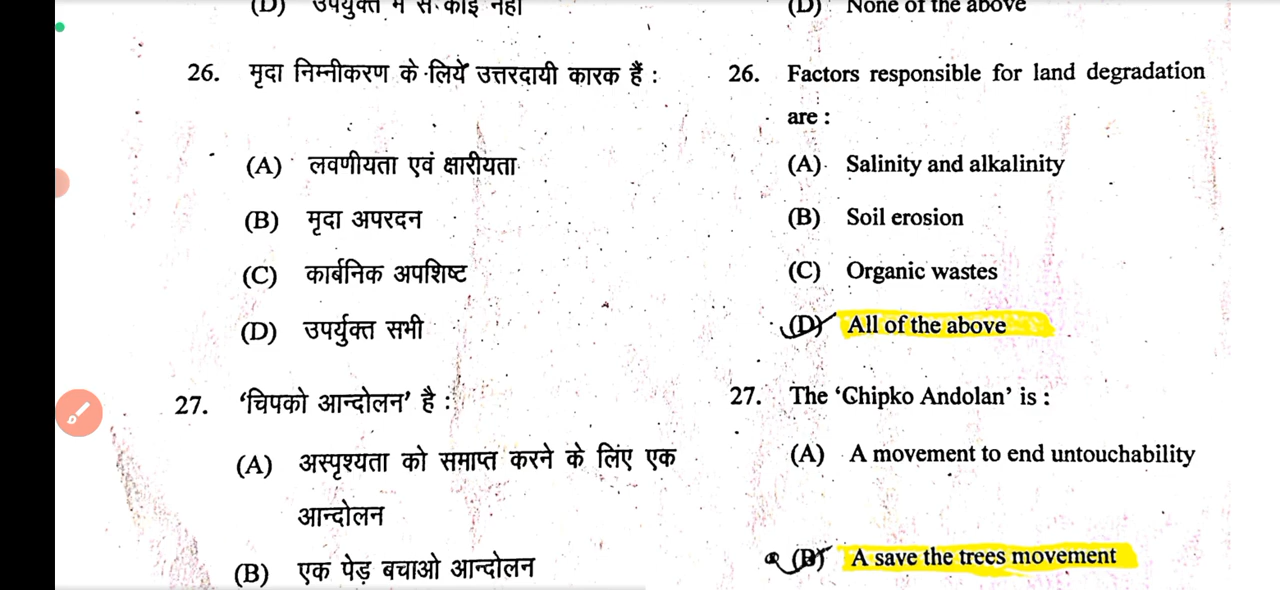 (D) उपर्युक्त में से कोई नहीं
26. मृदा निम्नीकरण के लिये उत्तरदायी कारक हैं :
(A) लवणीयता एवं क्षारीयता
(B) मृदा अपरदन
(C) कार्बनिक अपशिष्ट
(D) उपर्युक्त सभी
27. ‘चिपको आन्दोलन’ है :
(A) अस्पृश्यता को समाप्त करने के लिए एक
आन्दोलन
(B) एक पेड़ बचाओ आन्दोलन
(D) None of the above
26. Factors responsible for land degradation
are :
(A) Salinity and alkalinity
(B) Soil erosion
(C) Organic wastes
(D) All of the above
27. The ‘Chipko Andolan’ is :
(A) A movement to end untouchability
(B) A save the trees movement